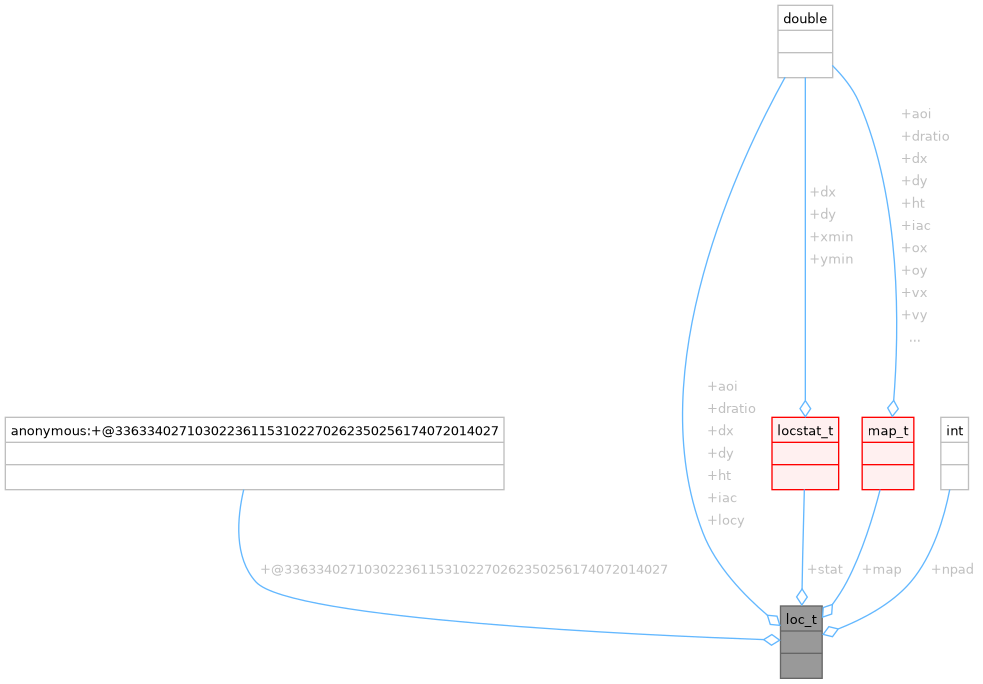 double
+aoi
+dratio
+dx
+dy
+ht
+iac
+ox
+oy
+vx
+vy
...
+dx
+dy
+xmin
+ymin
+aoi
+dratio
+dx
+dy
+ht
+iac
+locy
anonymous:+@336334027103022361153102270262350256174072014027
locstat_t
map_t
int
+@336334027103022361153102270262350256174072014027
+stat
+map
+npad
loc_t